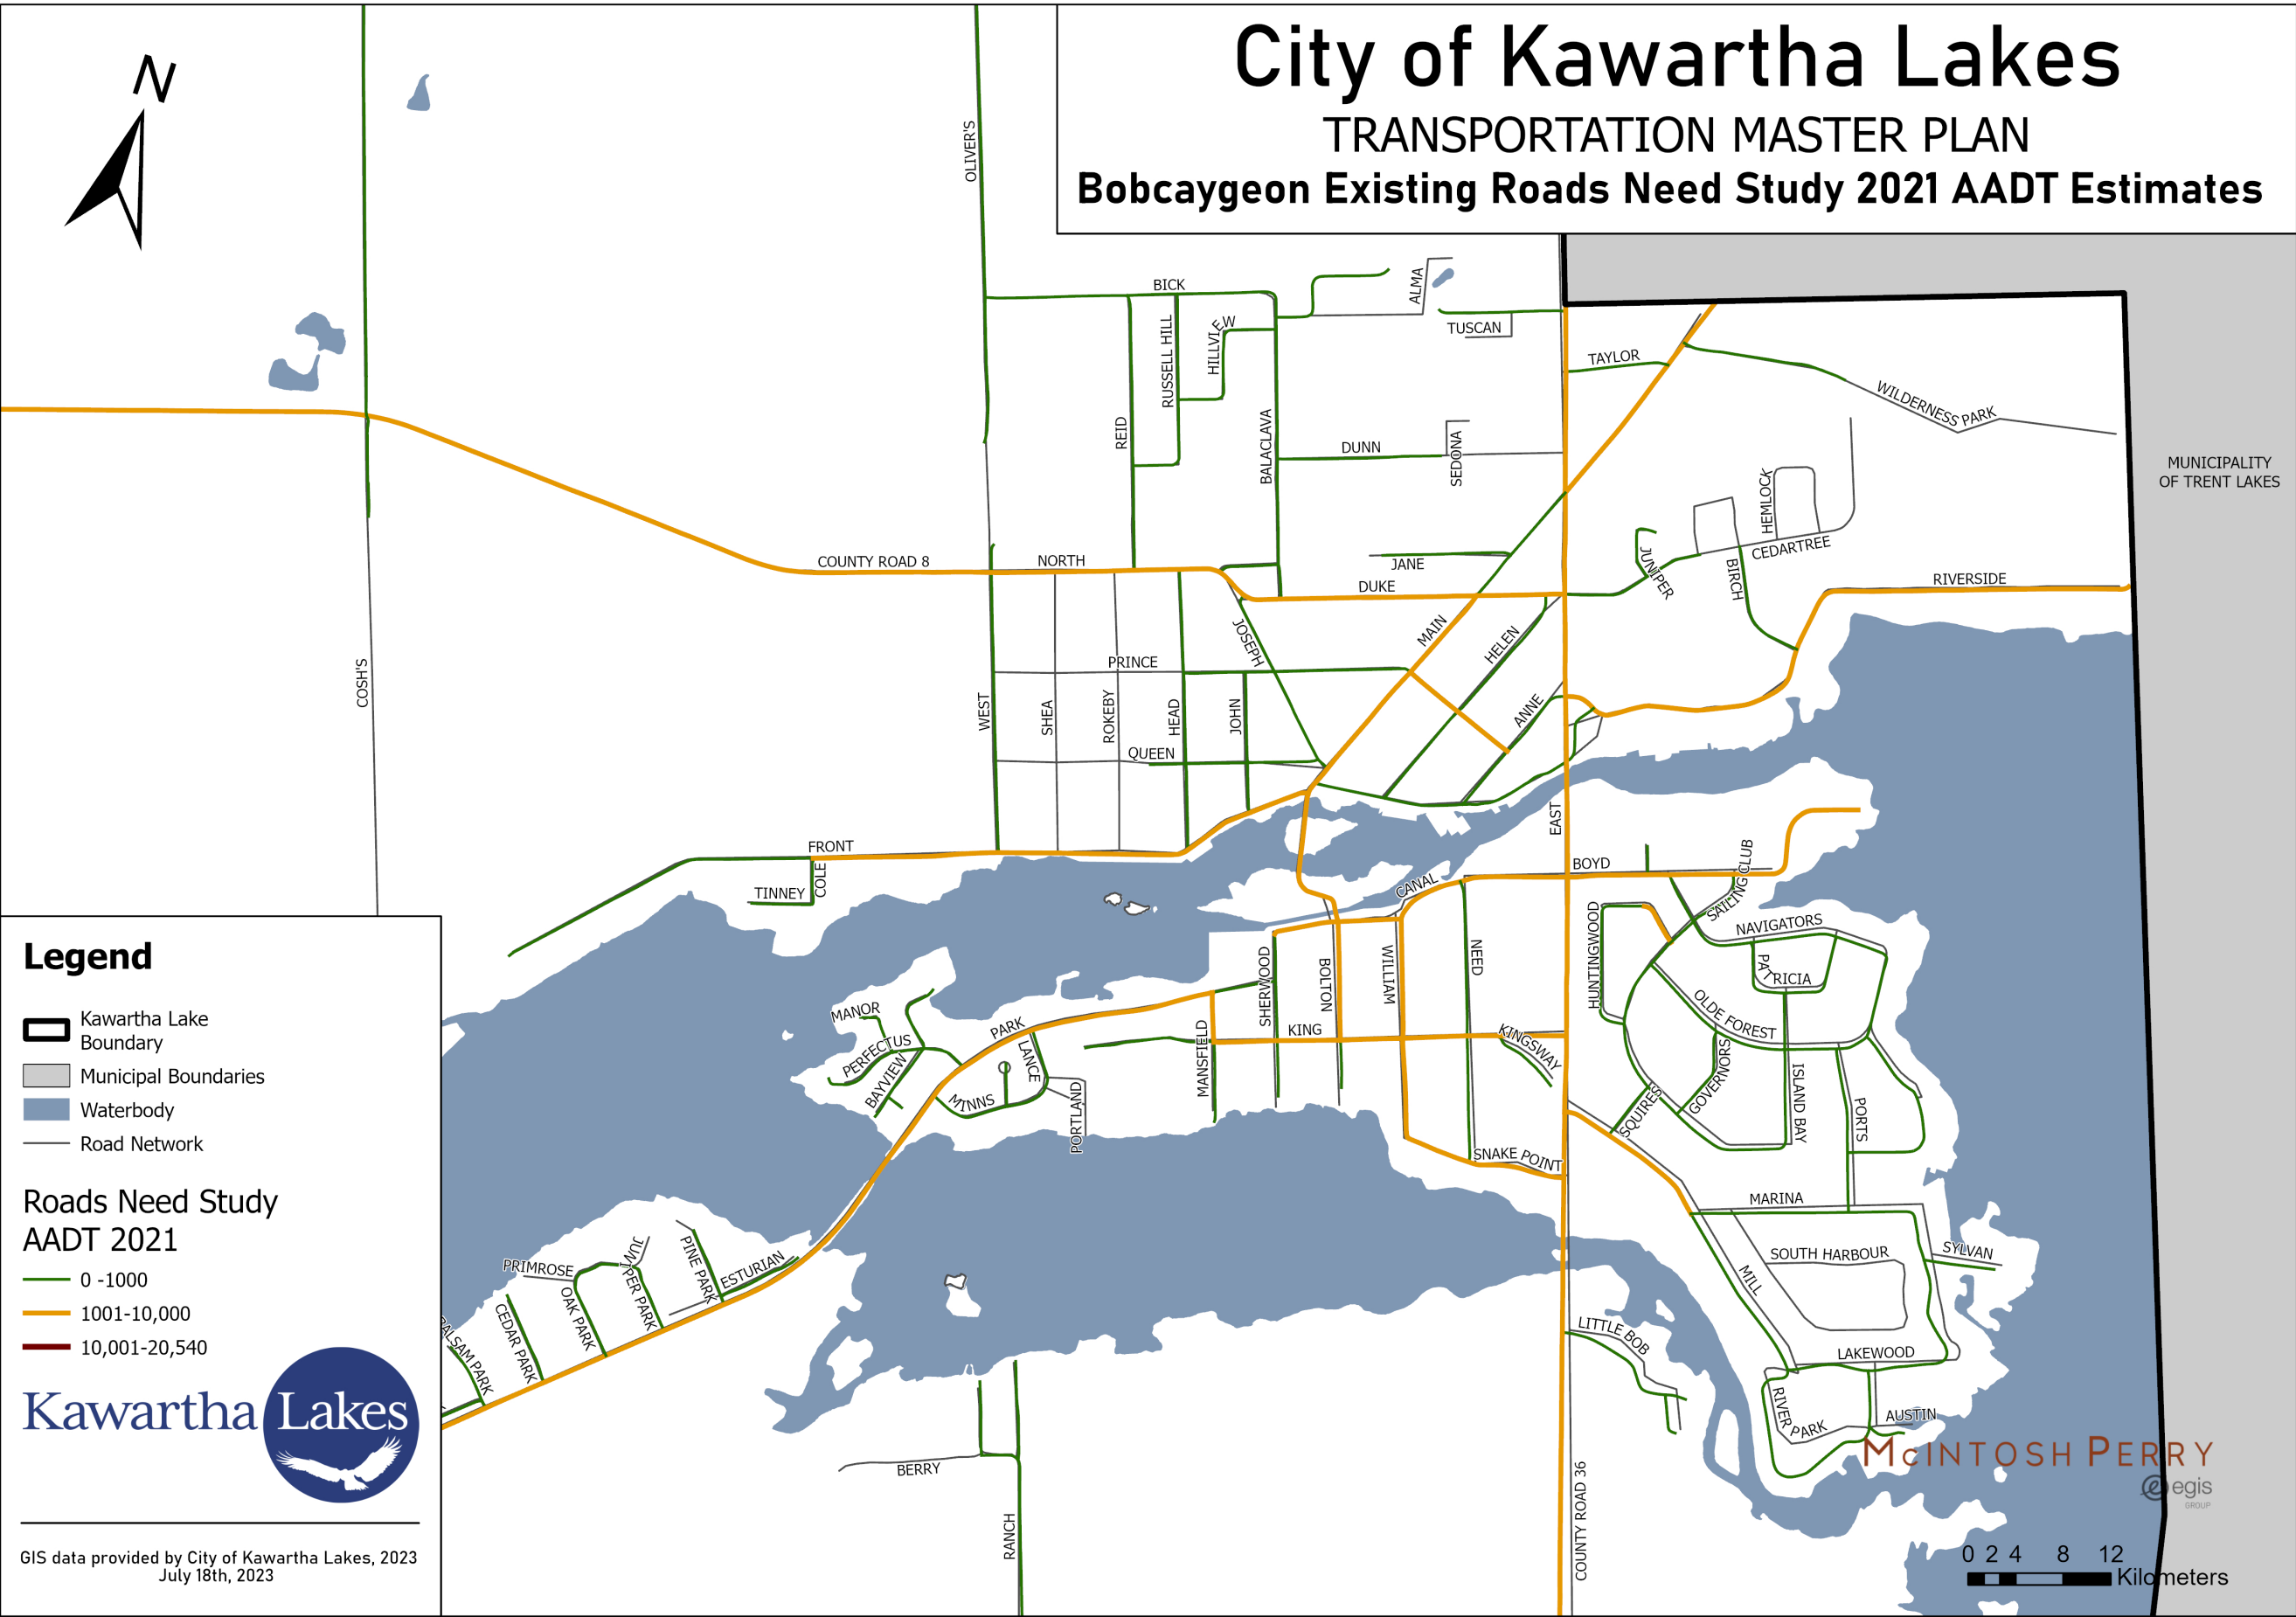 City of Kawartha Lakes
TRANSPORTATION MASTER PLAN
Bobcaygeon Existing Roads Need Study 2021 AADT Estimates
N
OLIVER'S
BICK
ALMA
TUSCAN
RUSSELL HILL
HILLVIEW
TAYLOR
WILDERNESS PARK
REID
BALACLAVA
DUNN
SEDONA
MUNICIPALITY
OF TRENT LAKES
HEMLOCK
CEDARTREE
COUNTY ROAD 8
NORTH
JANE
DUKE
JUNIPER
BIRCH
RIVERSIDE
COSH'S
JOSEPH
MAIN
HELEN
PRINCE
WEST
SHEA
ROKEBY
HEAD
JOHN
ANNE
QUEEN
EAST
FRONT
COLE
TINNEY
BOYD
CANAL
SAILING CLUB
HUNTINGWOOD
NAVIGATORS
PATRICIA
SHERWOOD
BOLTON
WILLIAM
NEED
OLDE FOREST
MANOR
PERFECTUS
BAYVIEW
PARK
LANCE
MINNS
PORTLAND
MANSFIELD
KING
KINGSWAY
GOVERNORS
SQUIRES
ISLAND BAY
PORTS
SNAKE POINT
MARINA
SOUTH HARBOUR
SYLVAN
MILL
LITTLE BOB
LAKEWOOD
RIVER PARK
AUSTIN
PRIMROSE
JUNIPER PARK
PINE PARK
ESTURIAN
OAK PARK
CEDAR PARK
BALSAM PARK
BERRY
RANCH
COUNTY ROAD 36
Legend
Kawartha Lake
Boundary
Municipal Boundaries
Waterbody
Road Network
Roads Need Study
AADT 2021
0 -1000
1001-10,000
10,001-20,540
Kawartha Lakes
GIS data provided by City of Kawartha Lakes, 2023
July 18th, 2023
McINTOSH PERRY
egis
GROUP
0 2 4 8 12
Kilometers